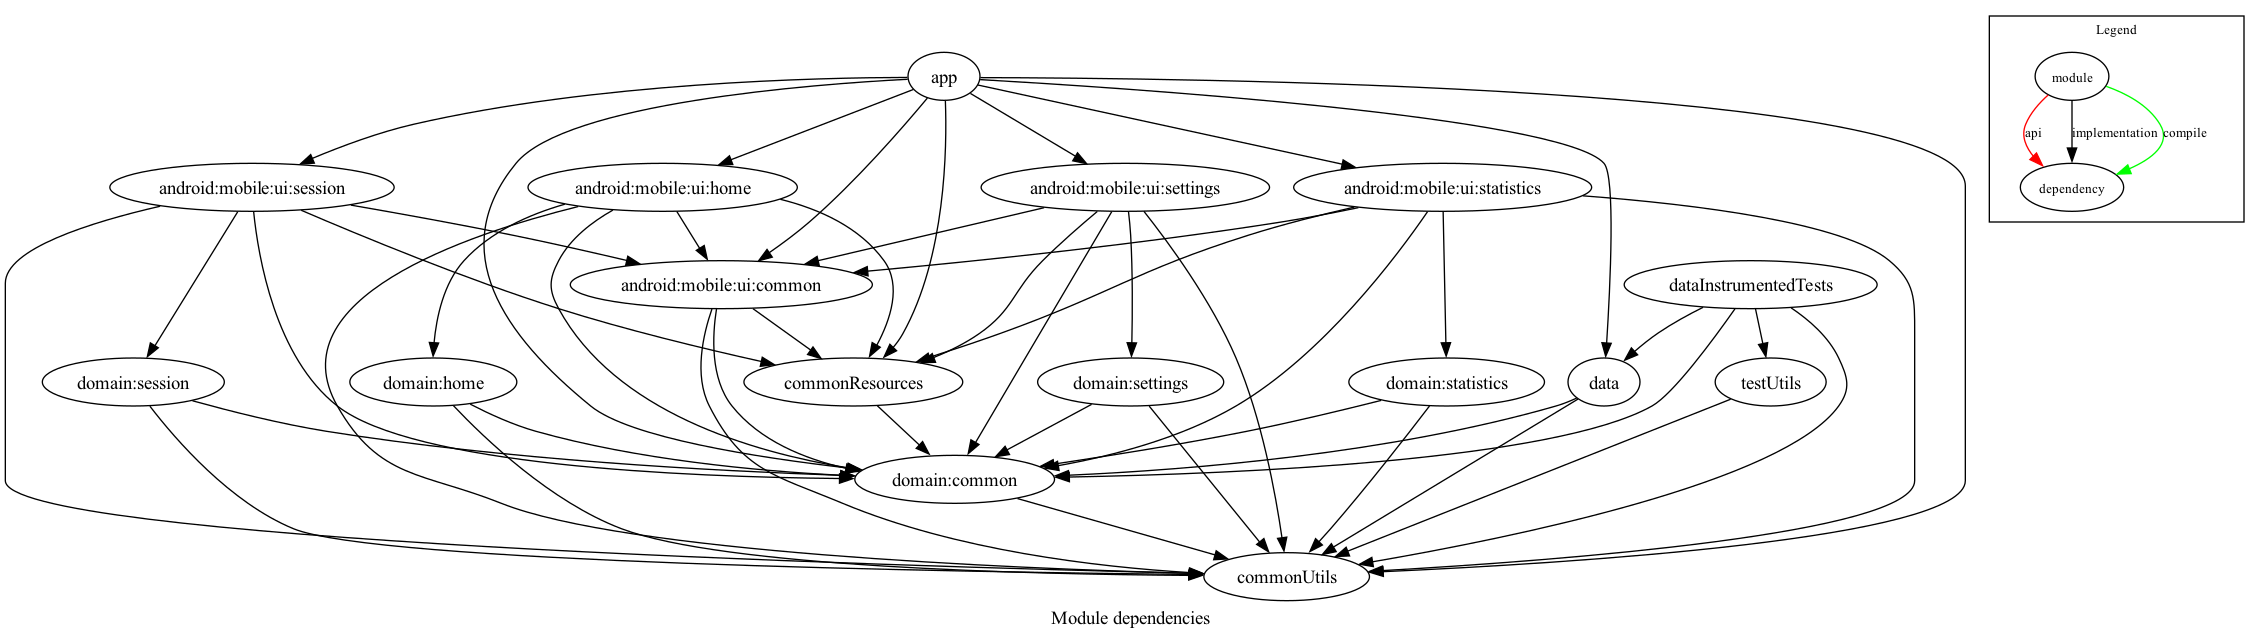 Legend
app
module
api
implementation
compile
android:mobile:ui:session
android:mobile:ui:home
android:mobile:ui:settings
android:mobile:ui:statistics
dependency
android:mobile:ui:common
dataInstrumentedTests
domain:session
domain:home
commonResources
domain:settings
domain:statistics
data
testUtils
domain:common
commonUtils
Module dependencies